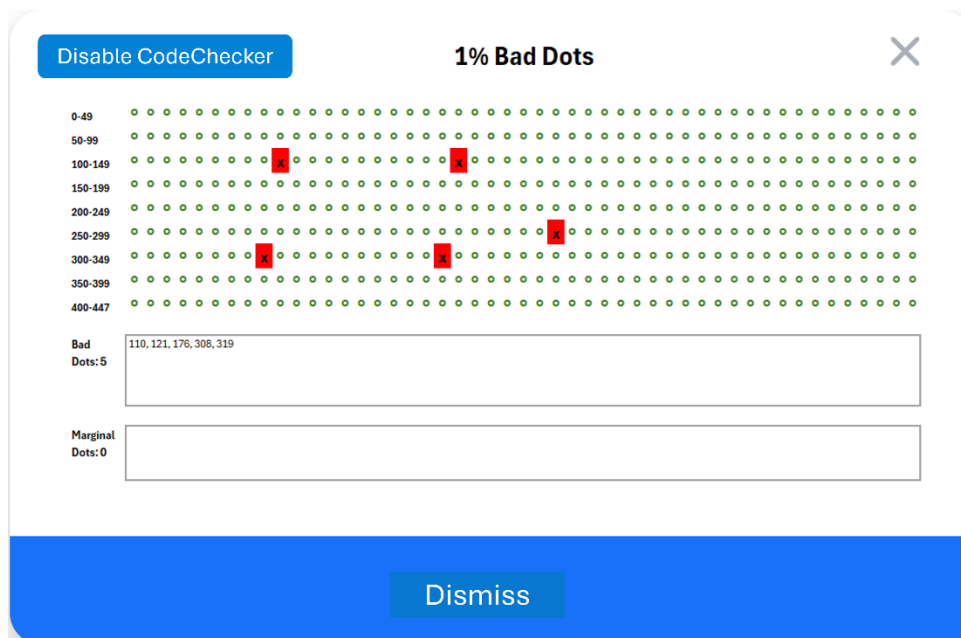 Disable CodeChecker
1% Bad Dots
0-49
50-99
100-149
x x
150-199
200-249
250-299
x
300-349
x x
350-399
400-447
Bad
Dots: 5
110, 121, 176, 308, 319
Marginal
Dots: 0
Dismiss